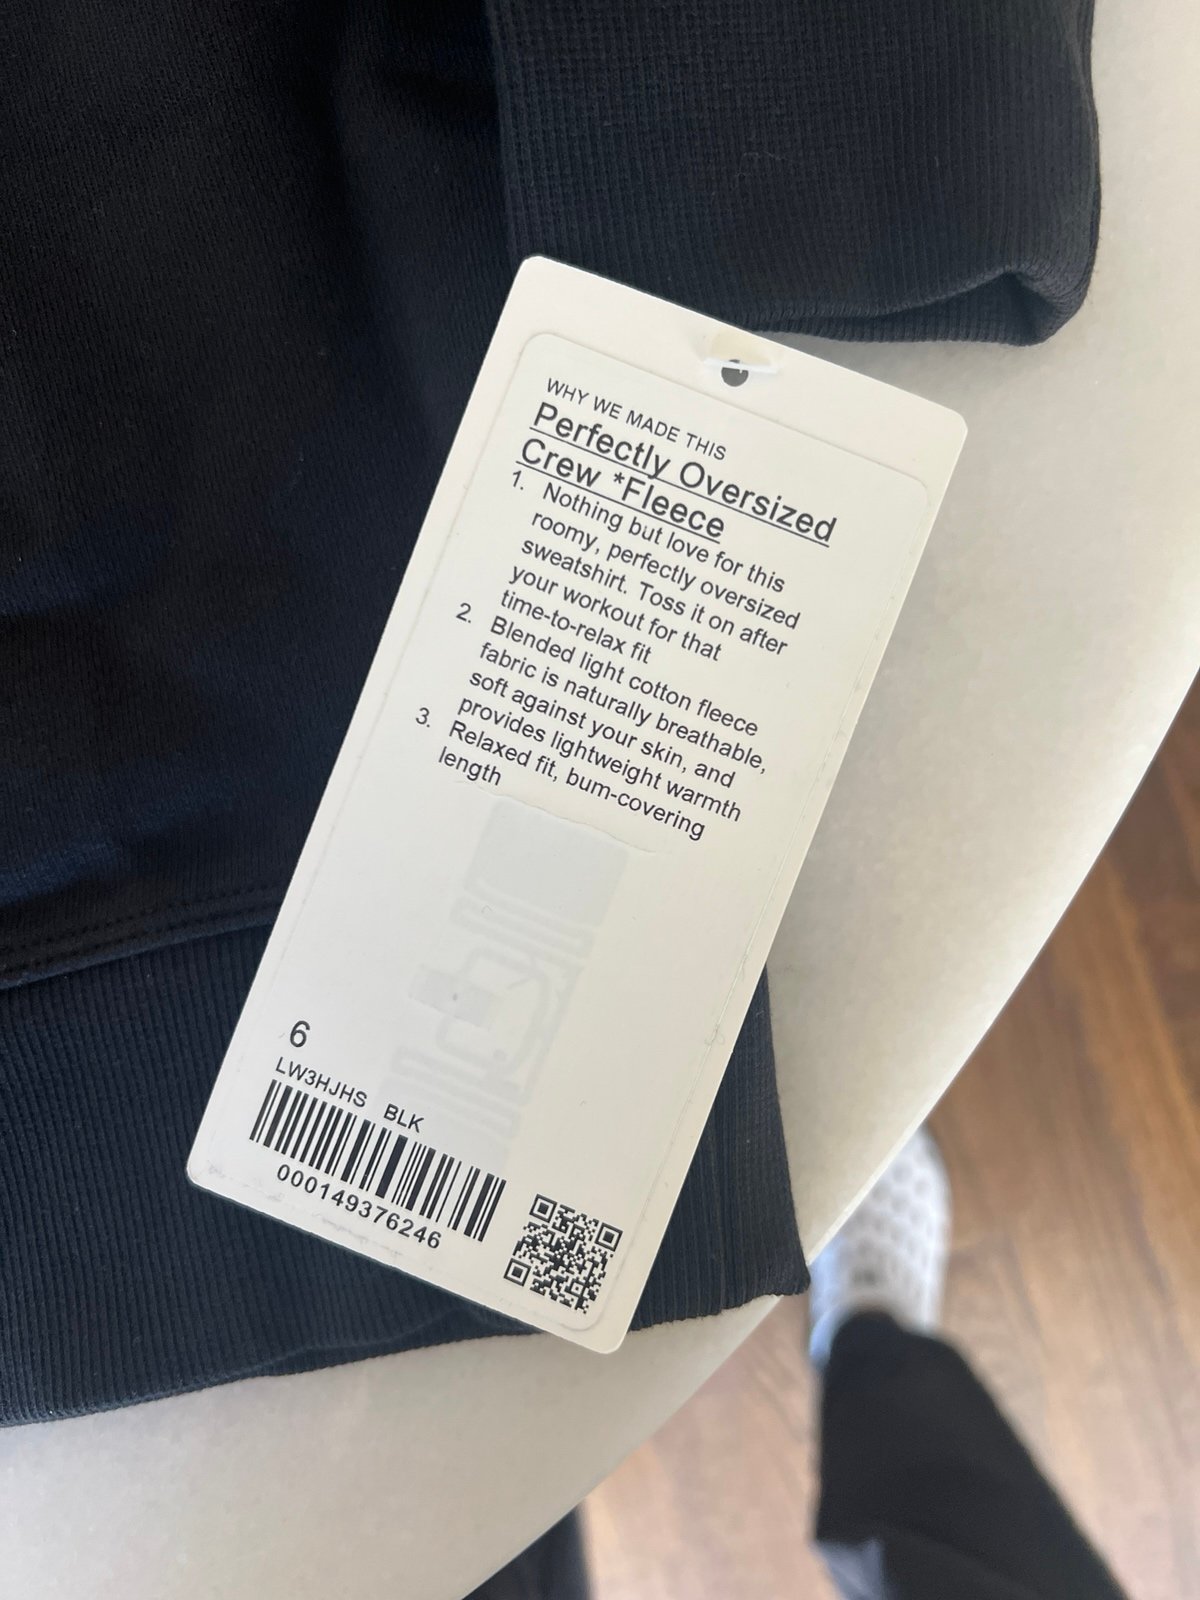 WHY WE MADE THIS
Perfectly Oversized
Crew *Fleece
1. Nothing but love for this
roomy, perfectly oversized
sweatshirt. Toss it on after
your workout for that
time-to-relax fit
2. Blended light cotton fleece
fabric is naturally breathable,
soft against your skin, and
provides lightweight warmth
3. Relaxed fit, bum-covering
length
6
LW3HJHS BLK
000149376246